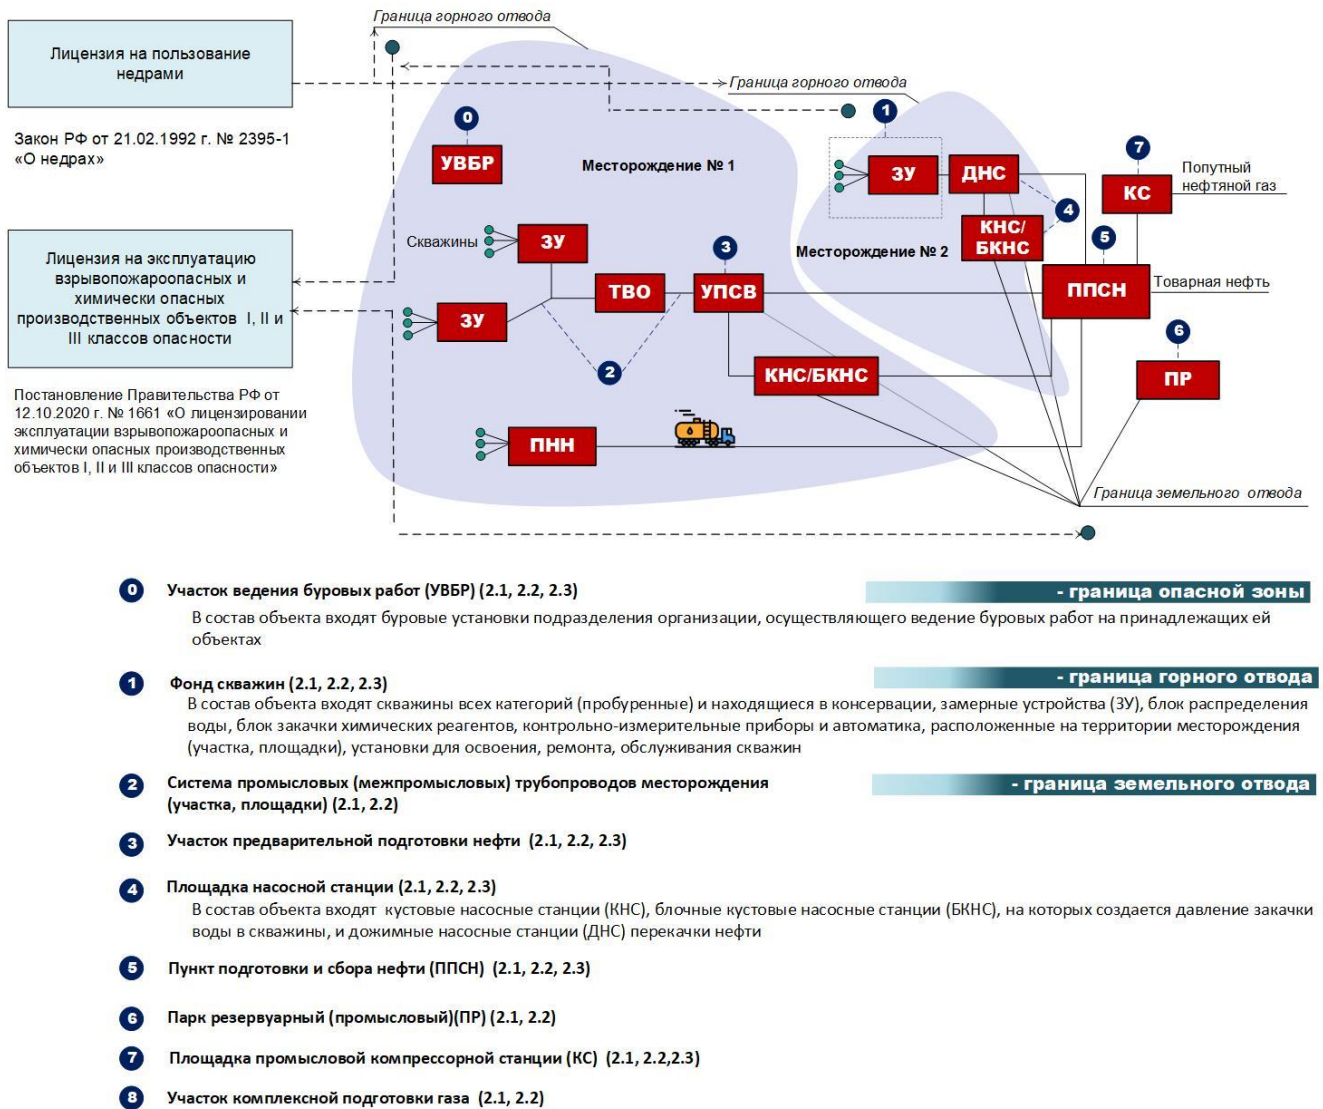 Граница горного отвода
Лицензия на пользование
недрами
Граница горного отвода
Закон РФ от 21.02.1992 г. № 2395-1
«О недрах»
0
УВБР
Месторождение № 1
1
ЗУ
ДНС
7
КС
Попутный
нефтяной газ
4
КНС/
БКНС
5
Скважины
ЗУ
3
Месторождение № 2
Лицензия на эксплуатацию
взрывопожароопасных и
химически опасных
производственных объектов I, II и
III классов опасности
ТВО
УПСВ
ППСН
Товарная нефть
ЗУ
6
2
КНС/БКНС
ПР
Постановление Правительства РФ от
12.10.2020 г. № 1661 «О лицензировании
эксплуатации взрывопожароопасных и
химически опасных производственных
объектов I, II и III классов опасности»
ПНН
Граница земельного отвода
0 Участок ведения буровых работ (УВБР) (2.1, 2.2, 2.3)
- граница опасной зоны
В состав объекта входят буровые установки подразделения организации, осуществляющего ведение буровых работ на принадлежащих ей
объектах
1 Фонд скважин (2.1, 2.2, 2.3)
- граница горного отвода
В состав объекта входят скважины всех категорий (пробуренные) и находящиеся в консервации, замерные устройства (ЗУ), блок распределения
воды, блок закачки химических реагентов, контрольно-измерительные приборы и автоматика, расположенные на территории месторождения
(участка, площадки), установки для освоения, ремонта, обслуживания скважин
2 Система промысловых (межпромысловых) трубопроводов месторождения
(участка, площадки) (2.1, 2.2)
- граница земельного отвода
3 Участок предварительной подготовки нефти (2.1, 2.2, 2.3)
4 Площадка насосной станции (2.1, 2.2, 2.3)
В состав объекта входят кустовые насосные станции (КНС), блочные кустовые насосные станции (БКНС), на которых создается давление закачки
воды в скважины, и дожимные насосные станции (ДНС) перекачки нефти
5 Пункт подготовки и сбора нефти (ППСН) (2.1, 2.2, 2.3)
6 Парк резервуарный (промысловый)(ПР) (2.1, 2.2)
7 Площадка промысловой компрессорной станции (КС) (2.1, 2.2,2.3)
8 Участок комплексной подготовки газа (2.1, 2.2)